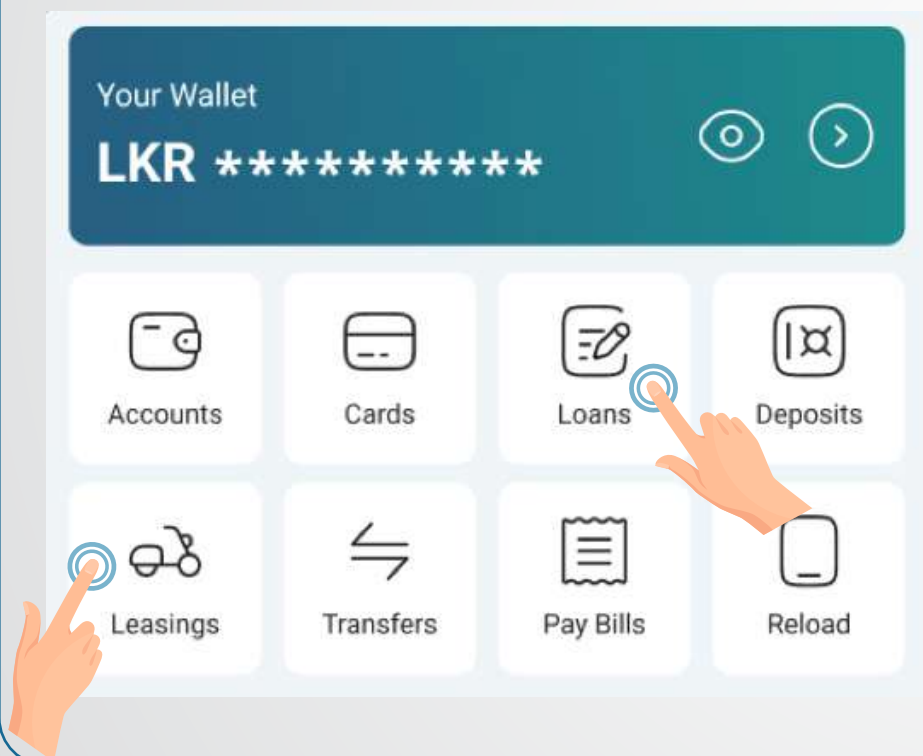 Your Wallet
LKR **********
Accounts
Cards
Loans
Deposits
Leasings
Transfers
Pay Bills
Reload